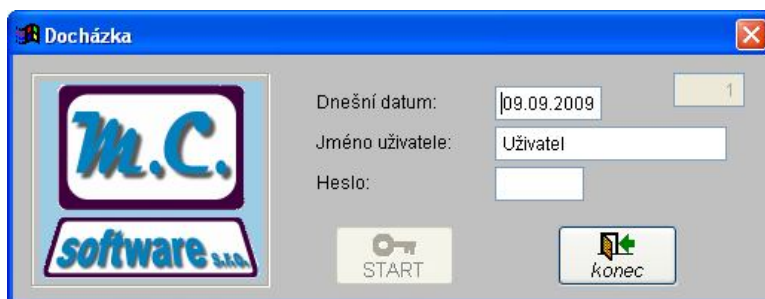 Docházka
M.C.
software s.r.o.
Dnešní datum: 09.09.2009 1
Jméno uživatele: Uživatel
Heslo:
START
konec